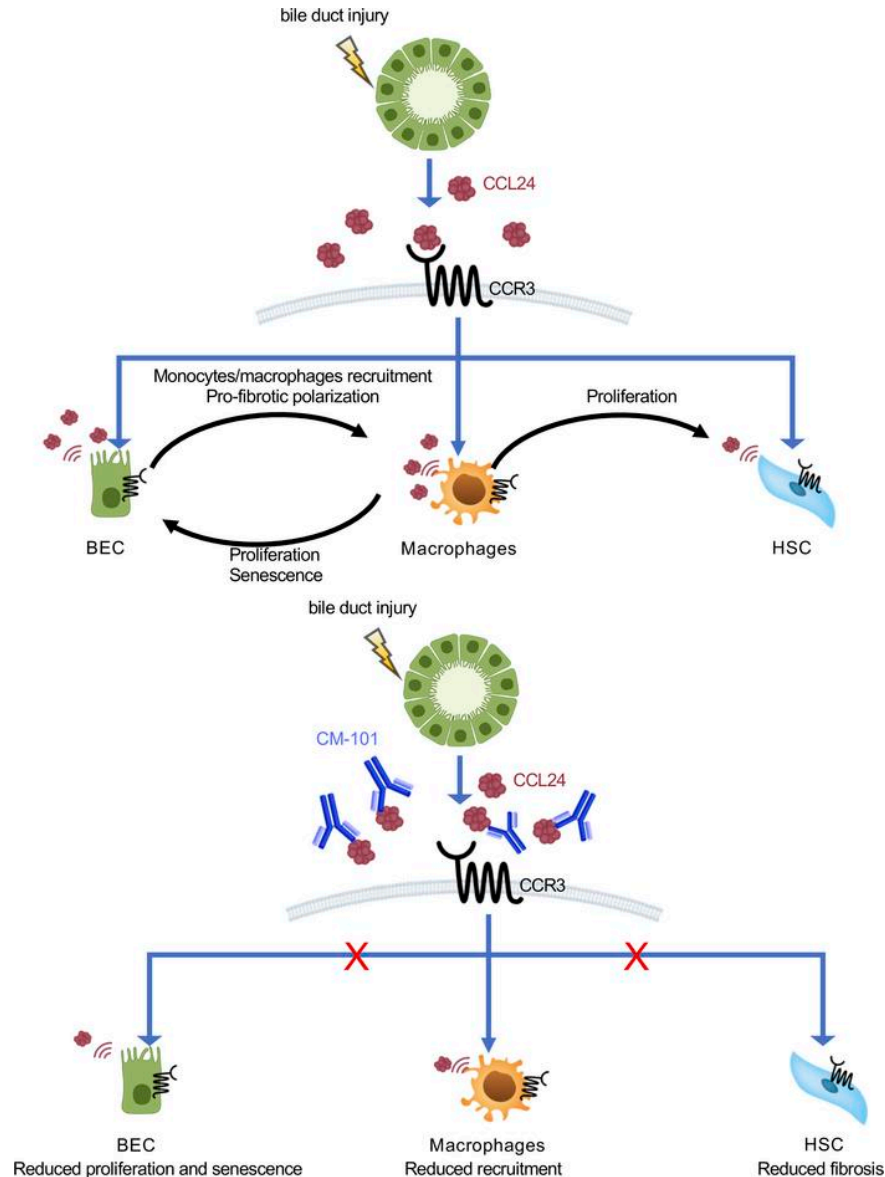 bile duct injury
CCL24
CCR3
Monocytes/macrophages recruitment
Pro-fibrotic polarization
Proliferation
BEC
Proliferation
Senescence
Macrophages
HSC
bile duct injury
CM-101
CCL24
CCR3
X
X
BEC
Reduced proliferation and senescence
Macrophages
Reduced recruitment
HSC
Reduced fibrosis